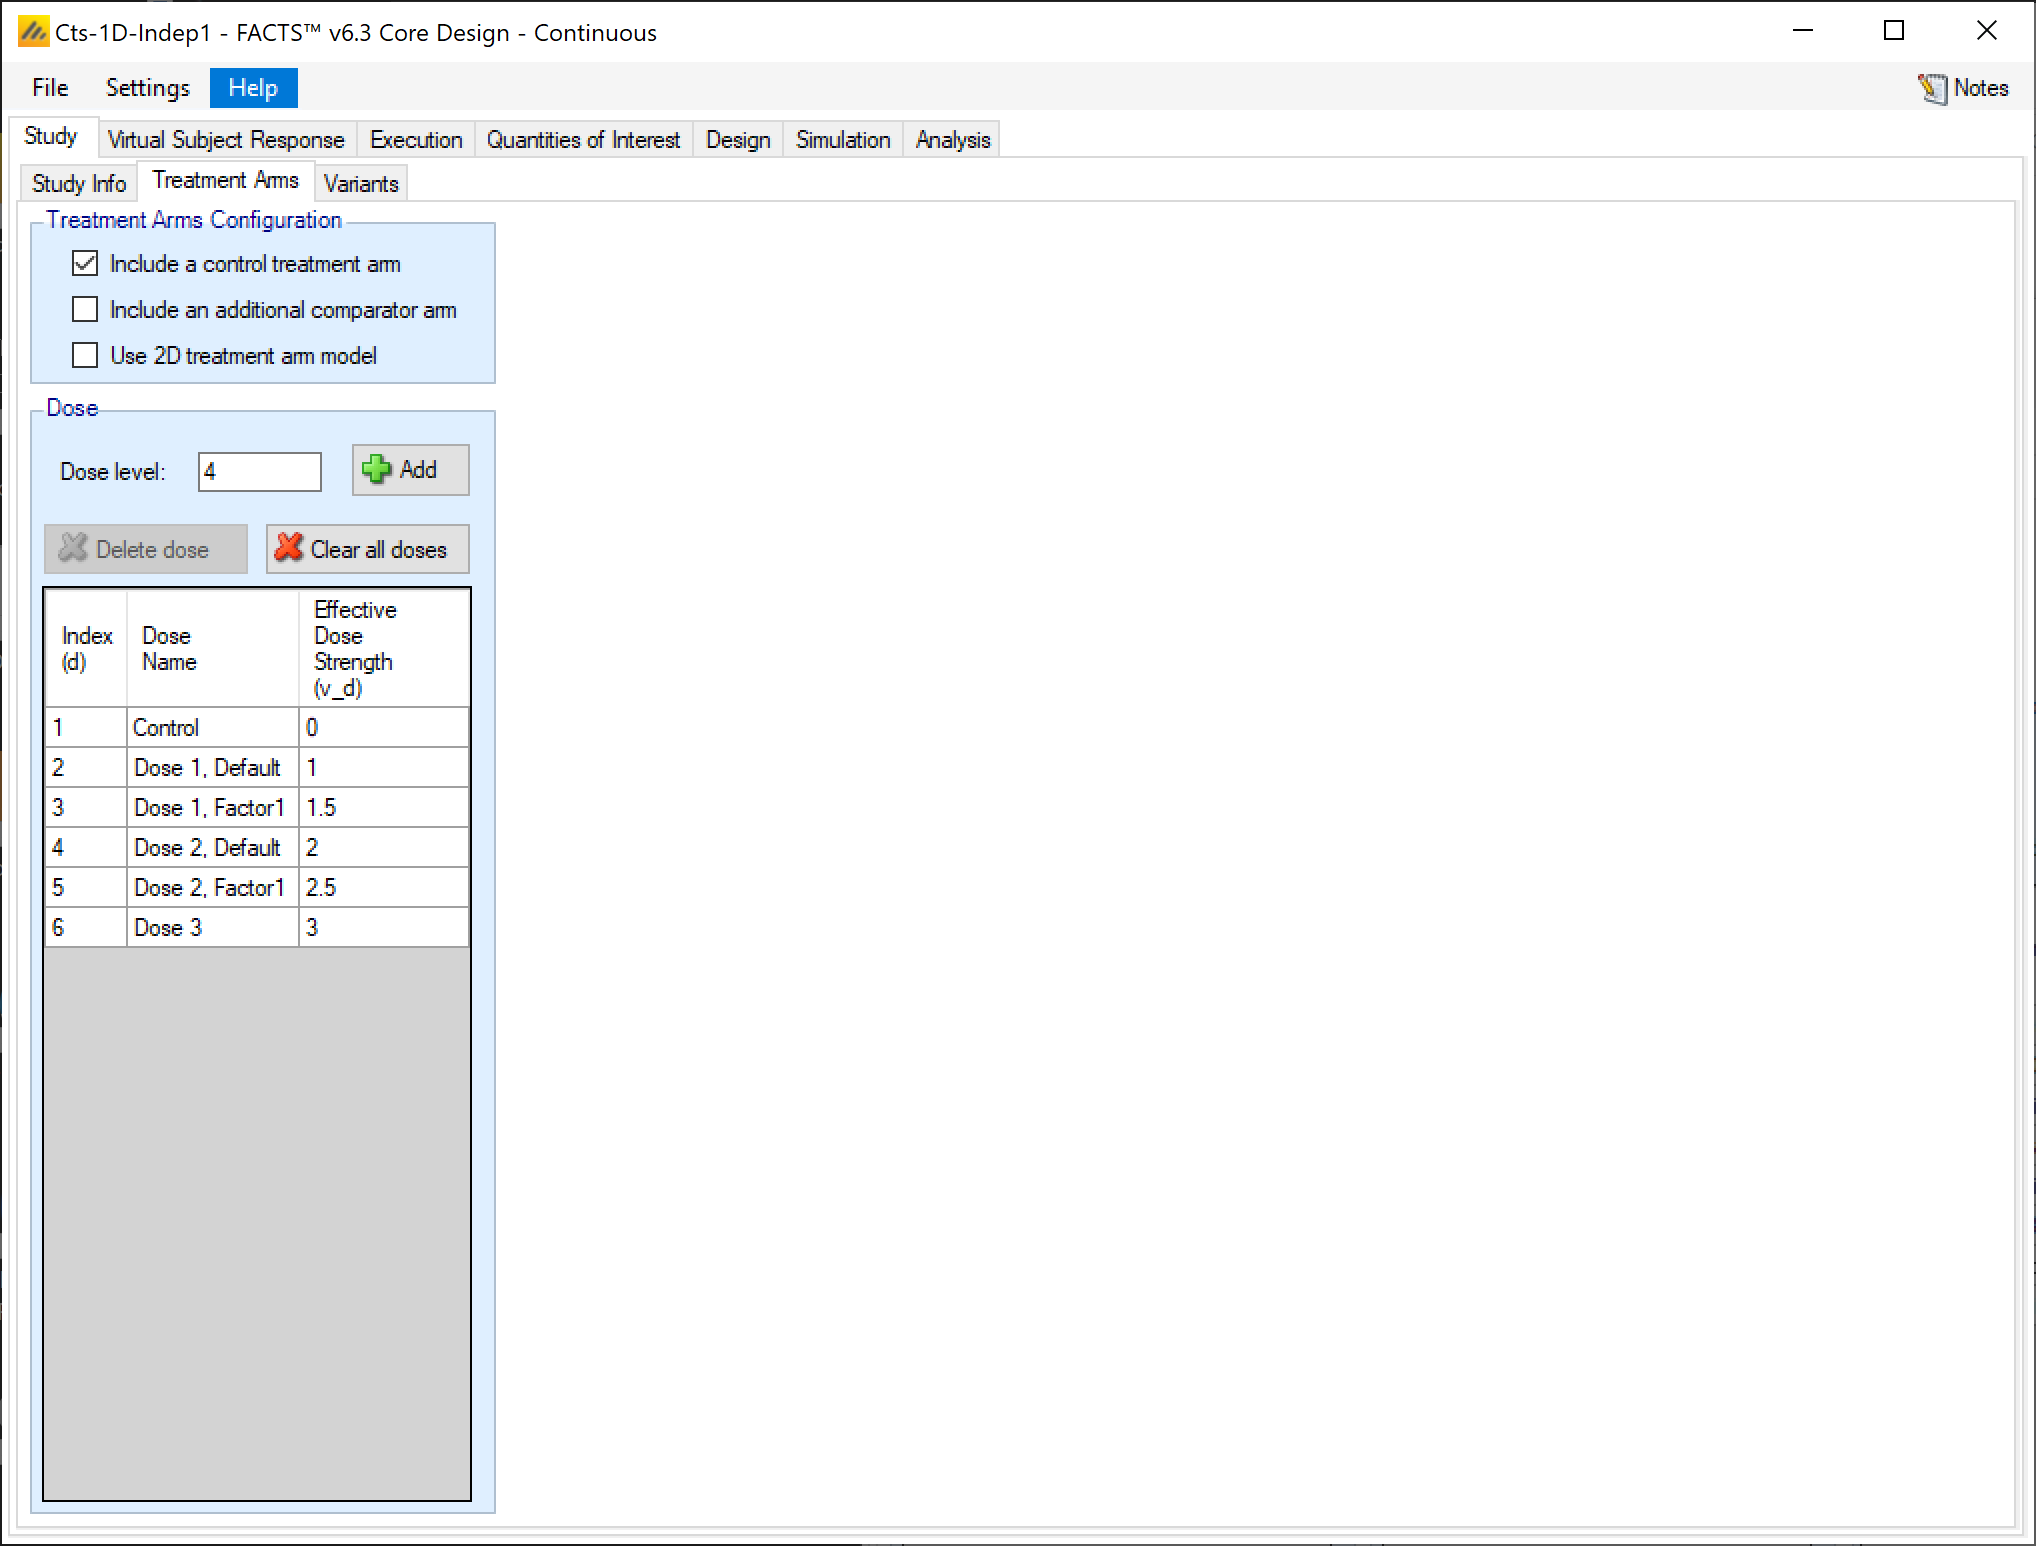 Cts-1D-Indep1 - FACTS™ v6.3 Core Design - Continuous
File Settings Help Notes
Study Virtual Subject Response Execution Quantities of Interest Design Simulation Analysis
Study Info Treatment Arms Variants
Treatment Arms Configuration
Include a control treatment arm
Include an additional comparator arm
Use 2D treatment arm model
Dose
Dose level: 4 Add
Delete dose Clear all doses
Index (d) Dose Name Effective Dose Strength (v_d)
1 Control 0
2 Dose 1, Default 1
3 Dose 1, Factor1 1.5
4 Dose 2, Default 2
5 Dose 2, Factor1 2.5
6 Dose 3 3